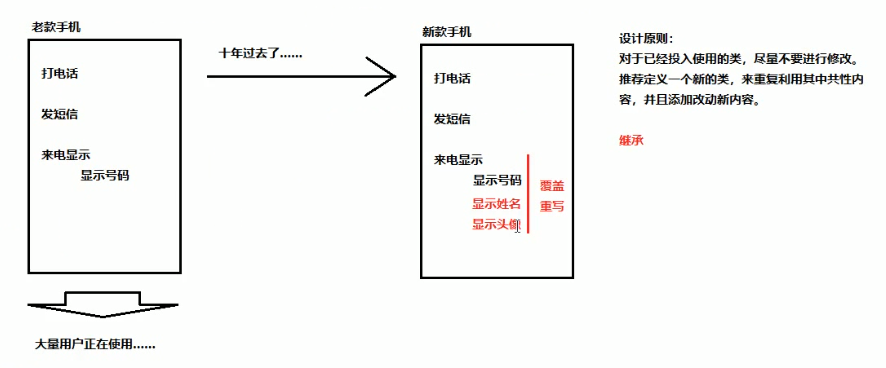 老款手机
打电话
发短信
来电显示
显示号码
大量用户正在使用......
十年过去了......
新款手机
打电话
发短信
来电显示
显示号码
显示姓名
显示头像
覆盖
重写
设计原则：
对于已经投入使用的类，尽量不要进行修改。
推荐定义一个新的类，来重复利用其中共性内
容，并且添加改动新内容。
继承